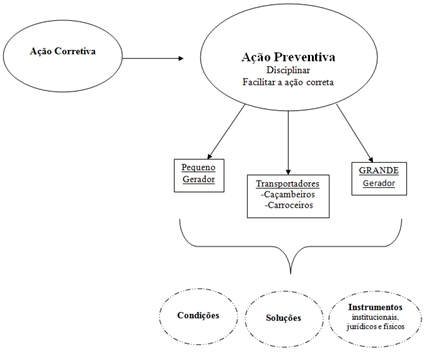 Ação Corretiva
Ação Preventiva
Disciplinar
Facilitar a ação correta
Pequeno
Gerador
Transportadores
-Caçambeiros
-Carroceiros
GRANDE
Gerador
Condições
Soluções
Instrumentos
institucionais,
jurídicos e físicos